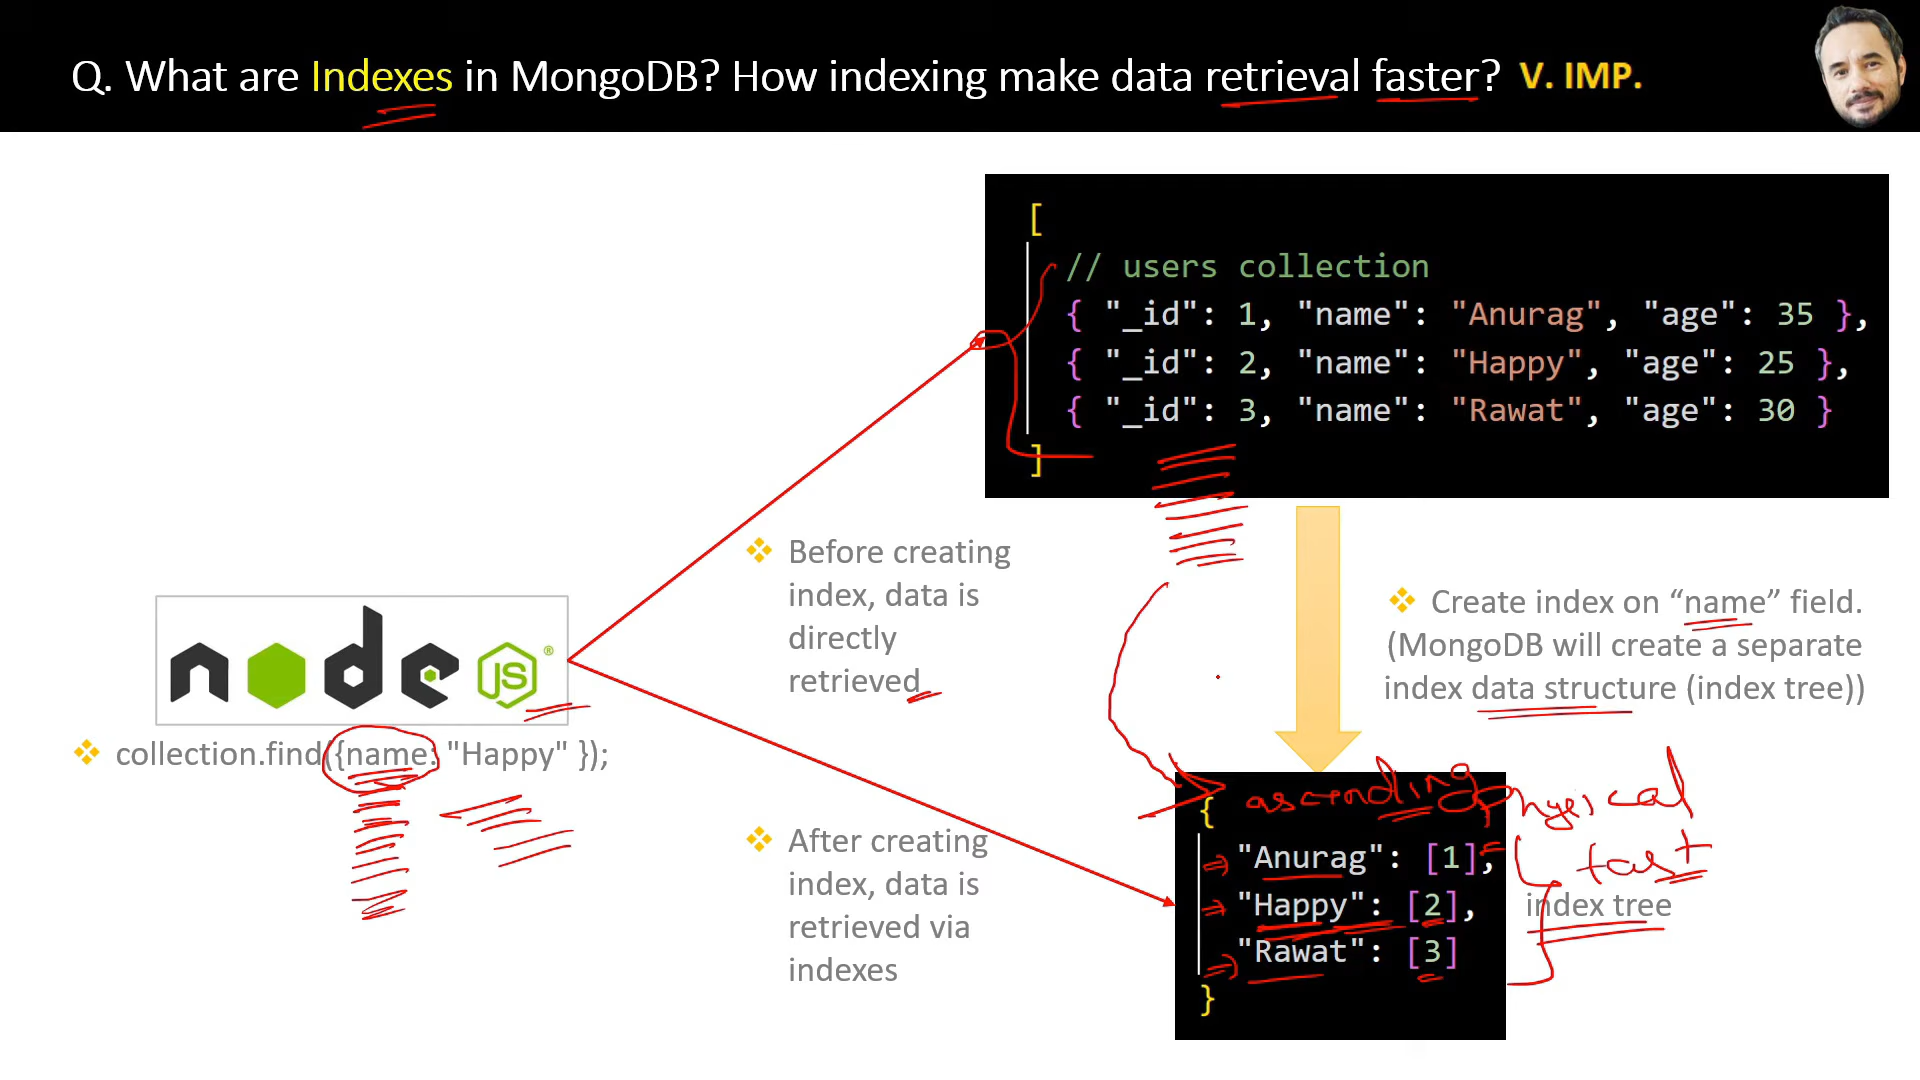 Q. What are Indexes in MongoDB? How indexing make data retrieval faster? V. IMP.
[
// users collection
{ "_id": 1, "name": "Anurag", "age": 35 },
{ "_id": 2, "name": "Happy", "age": 25 },
{ "_id": 3, "name": "Rawat", "age": 30 }
]
❖ Before creating
index, data is
directly
retrieved
❖ Create index on “name” field.
(MongoDB will create a separate
index data structure (index tree))
node JS ®
❖ collection.find({name: "Happy" });
❖ After creating
index, data is
retrieved via
indexes
{
ascending physical
fast
"Anurag": [1],
"Happy": [2],
"Rawat": [3]
}
index tree